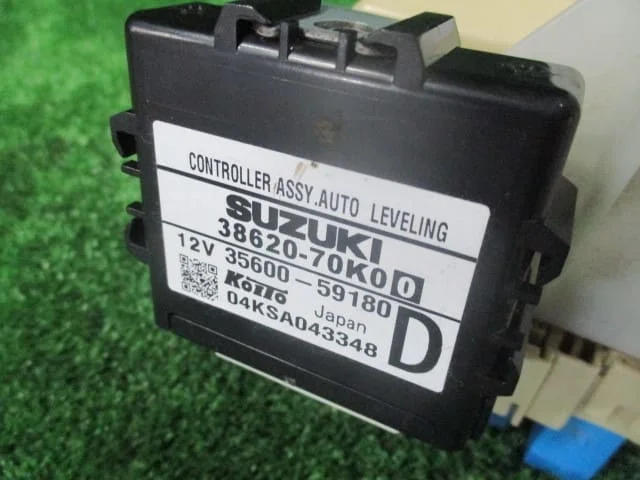 CONTROLLER ASSY.AUTO LEVELING
SUZUKI
38620-70K00
12V 35600-59180
KOITO Japan D
04KSA043348